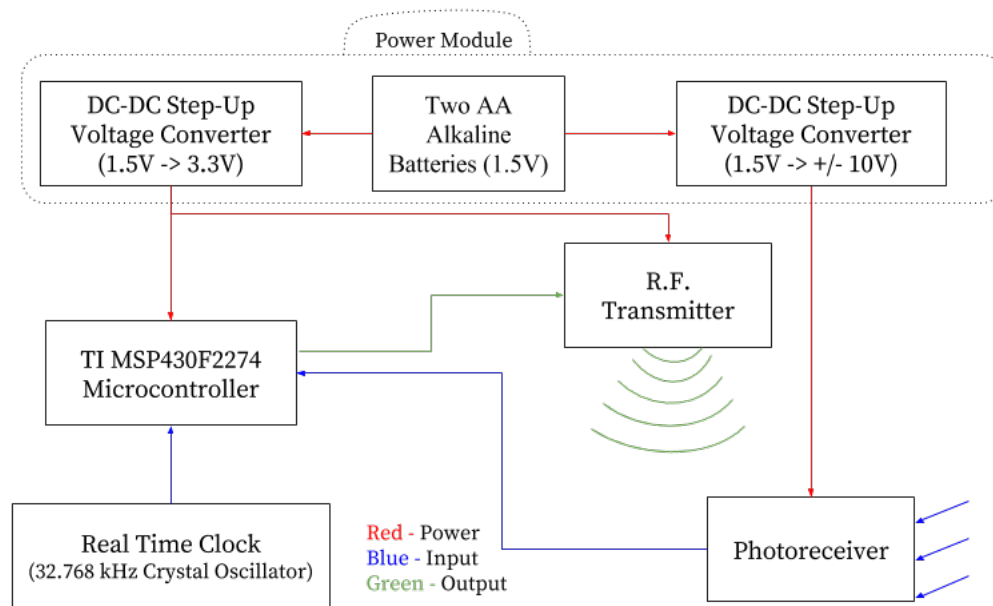 Power Module
DC-DC Step-Up
Voltage Converter
(1.5V -> 3.3V)
Two AA
Alkaline
Batteries (1.5V)
DC-DC Step-Up
Voltage Converter
(1.5V -> +/- 10V)
R.F.
Transmitter
TI MSP430F2274
Microcontroller
Real Time Clock
(32.768 kHz Crystal Oscillator)
Red - Power
Blue - Input
Green - Output
Photoreceiver